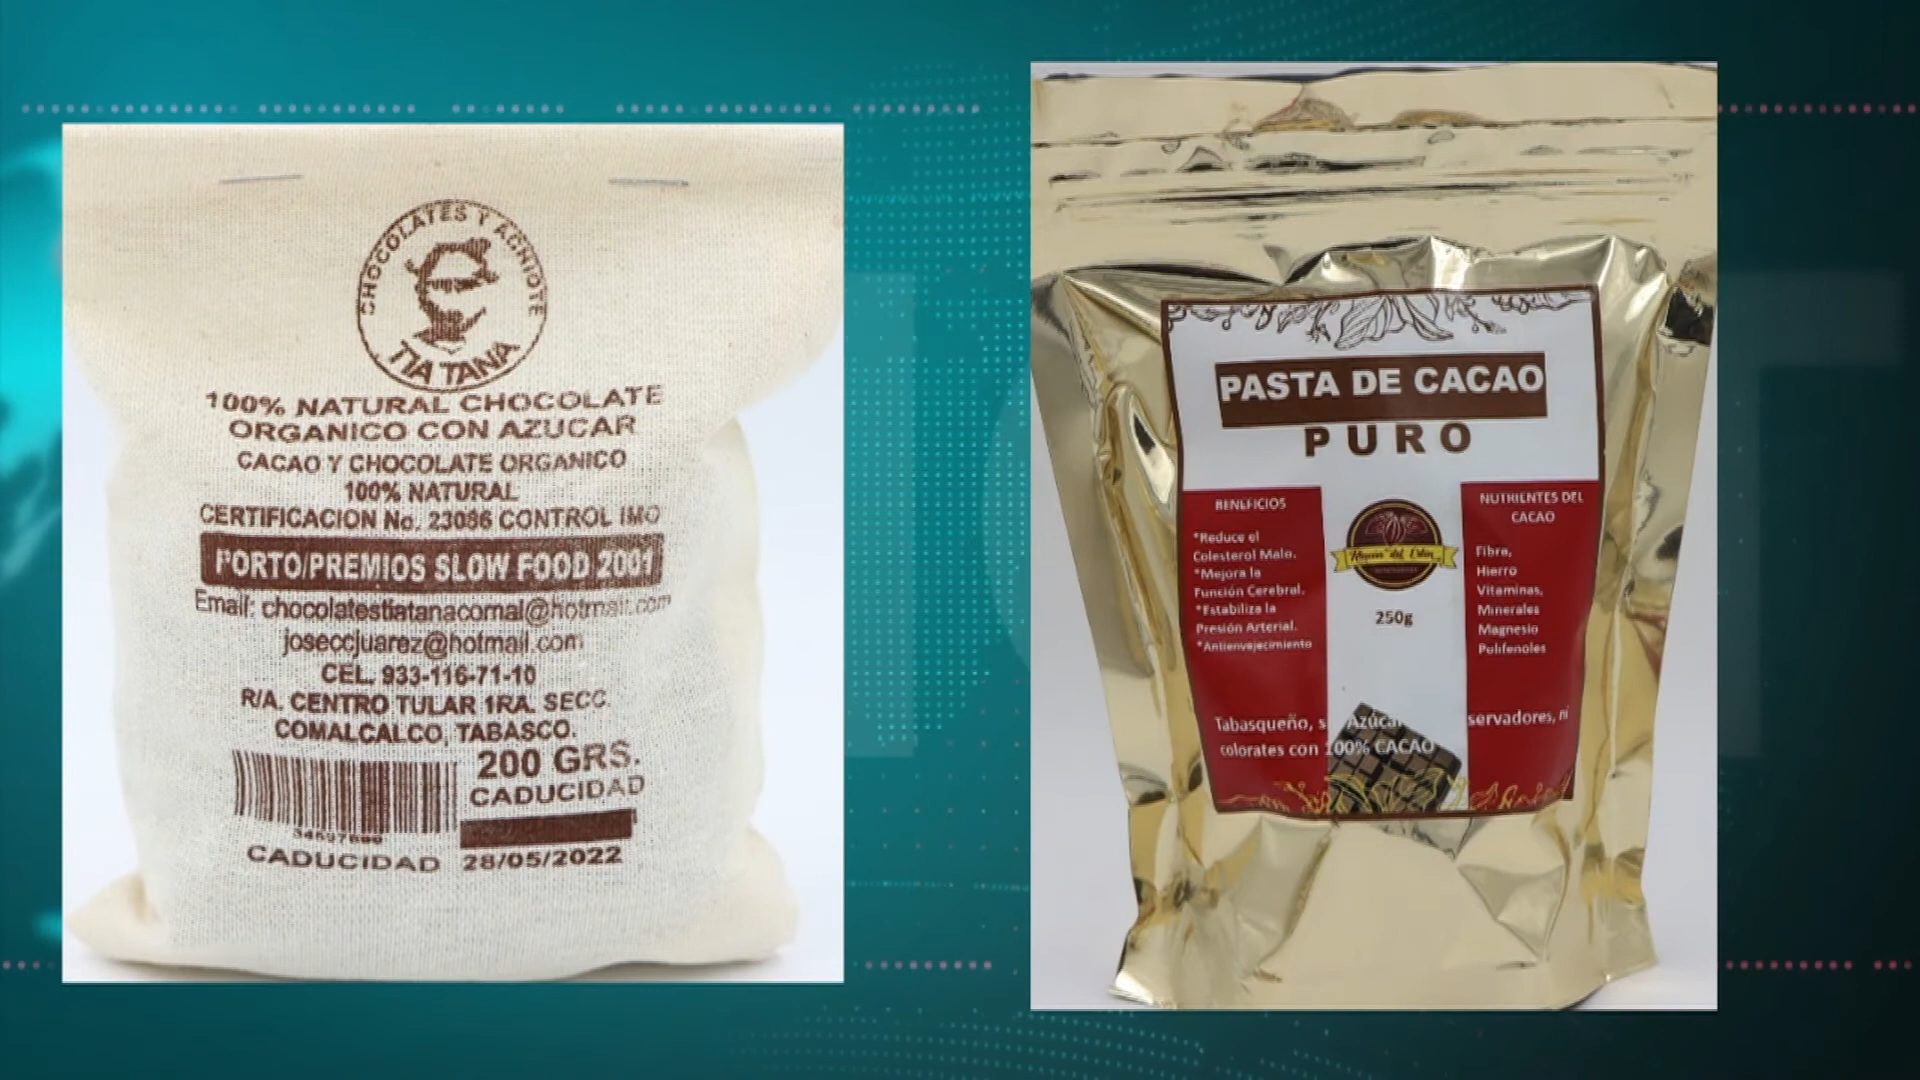 CHOCOLATES Y ACHIOTE
TIA TANA
100% NATURAL CHOCOLATE
ORGANICO CON AZUCAR
CACAO Y CHOCOLATE ORGANICO
100% NATURAL
CERTIFICACION No. 23086 CONTROL IMO
PORTO/PREMIOS SLOW FOOD 2001
Email: chocolatestiatanacomal@hotmail.com
joseccjuarez@hotmail.com
CEL. 933-116-71-10
R/A. CENTRO TULAR 1RA. SECC.
COMALCALCO, TABASCO.
200 GRS.
CADUCIDAD
CADUCIDAD 28/05/2022
PASTA DE CACAO
PURO
BENEFICIOS
*Reduce el
Colesterol Malo.
*Mejora la
Función Cerebral.
*Estabiliza la
Presión Arterial.
*Antienvejecimiento
250g
NUTRIENTES DEL
CACAO
Fibra,
Hierro
Vitaminas,
Minerales
Magnesio
Polifenoles
Tabasqueño, s Azúcar servadores, ni
colorates con 100% CACAO